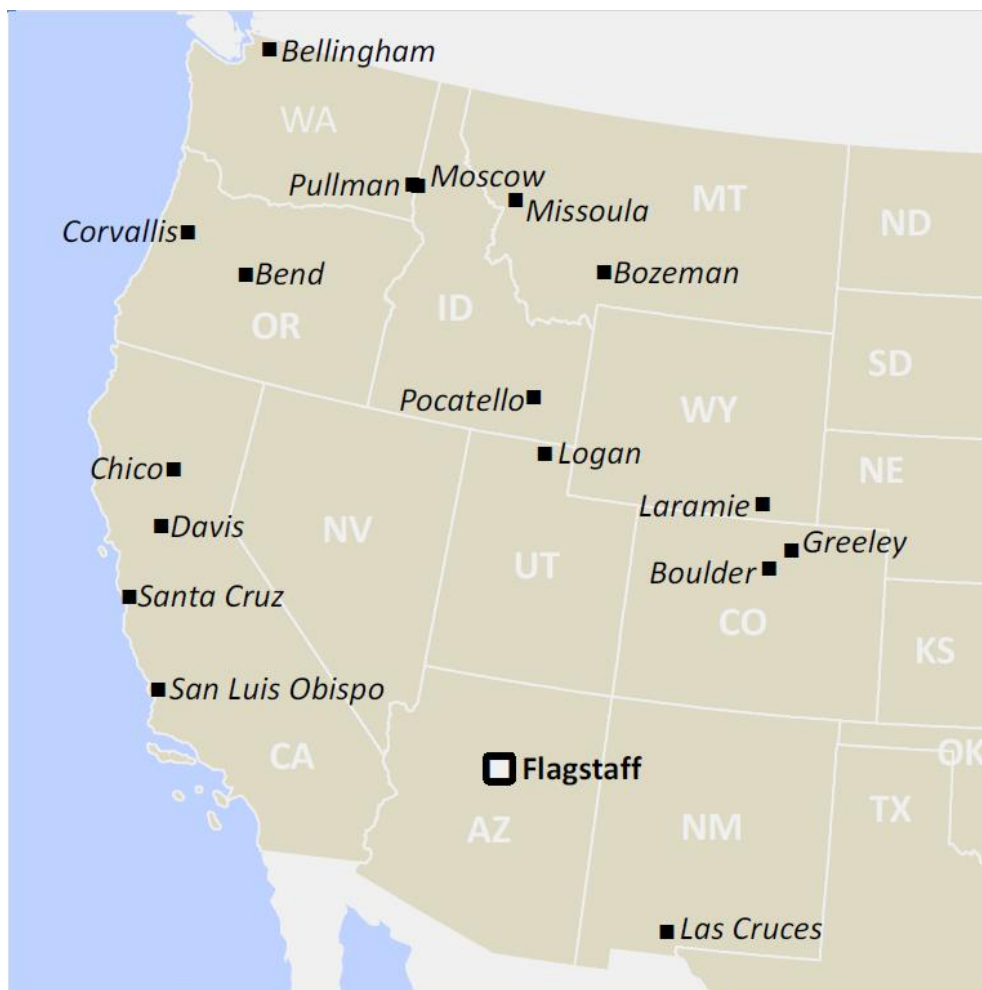 Bellingham
WA
Pullman
Moscow
Missoula
MT
ND
Corvallis
Bend
Bozeman
ID
OR
SD
Pocatello
WY
Logan
NE
Chico
Laramie
Davis
NV
Greeley
UT
Boulder
Santa Cruz
CO
KS
San Luis Obispo
CA
OK
Flagstaff
AZ
NM
TX
Las Cruces